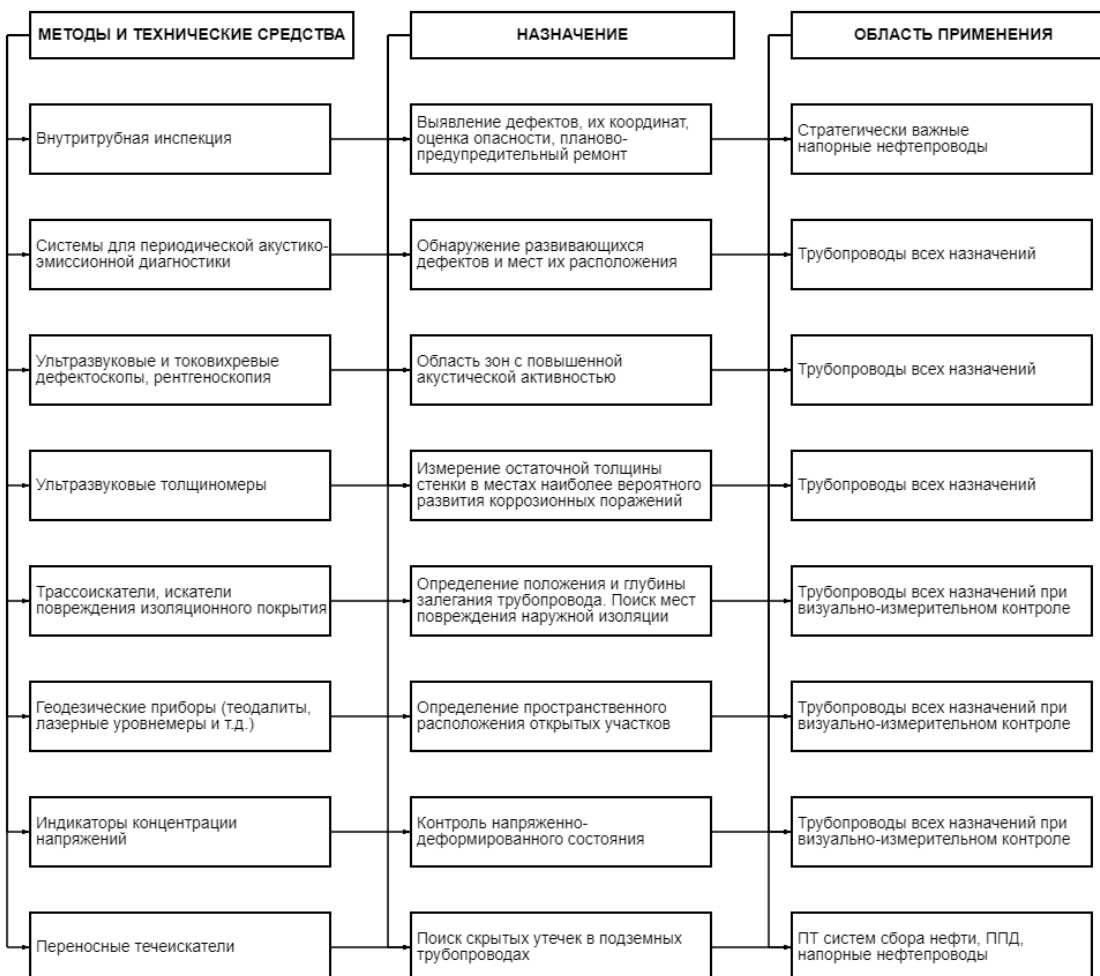 МЕТОДЫ И ТЕХНИЧЕСКИЕ СРЕДСТВА
НАЗНАЧЕНИЕ
ОБЛАСТЬ ПРИМЕНЕНИЯ
Внутритрубная инспекция
Выявление дефектов, их координат,
оценка опасности, планово-
предупредительный ремонт
Стратегически важные
напорные нефтепроводы
Системы для периодической акустико-
эмиссионной диагностики
Обнаружение развивающихся
дефектов и мест их расположения
Трубопроводы всех назначений
Ультразвуковые и токовихревые
дефектоскопы, рентгеноскопия
Область зон с повышенной
акустической активностью
Трубопроводы всех назначений
Ультразвуковые толщиномеры
Измерение остаточной толщины
стенки в местах наиболее вероятного
развития коррозионных поражений
Трубопроводы всех назначений
Трассоискатели, искатели
повреждения изоляционного покрытия
Определение положения и глубины
залегания трубопровода. Поиск мест
повреждения наружной изоляции
Трубопроводы всех назначений при
визуально-измерительном контроле
Геодезические приборы (теодалиты,
лазерные уровнемеры и т.д.)
Определение пространственного
расположения открытых участков
Трубопроводы всех назначений при
визуально-измерительном контроле
Индикаторы концентрации
напряжений
Контроль напряженно-
деформированного состояния
Трубопроводы всех назначений при
визуально-измерительном контроле
Переносные течеискатели
Поиск скрытых утечек в подземных
трубопроводах
ПТ систем сбора нефти, ППД,
напорные нефтепроводы